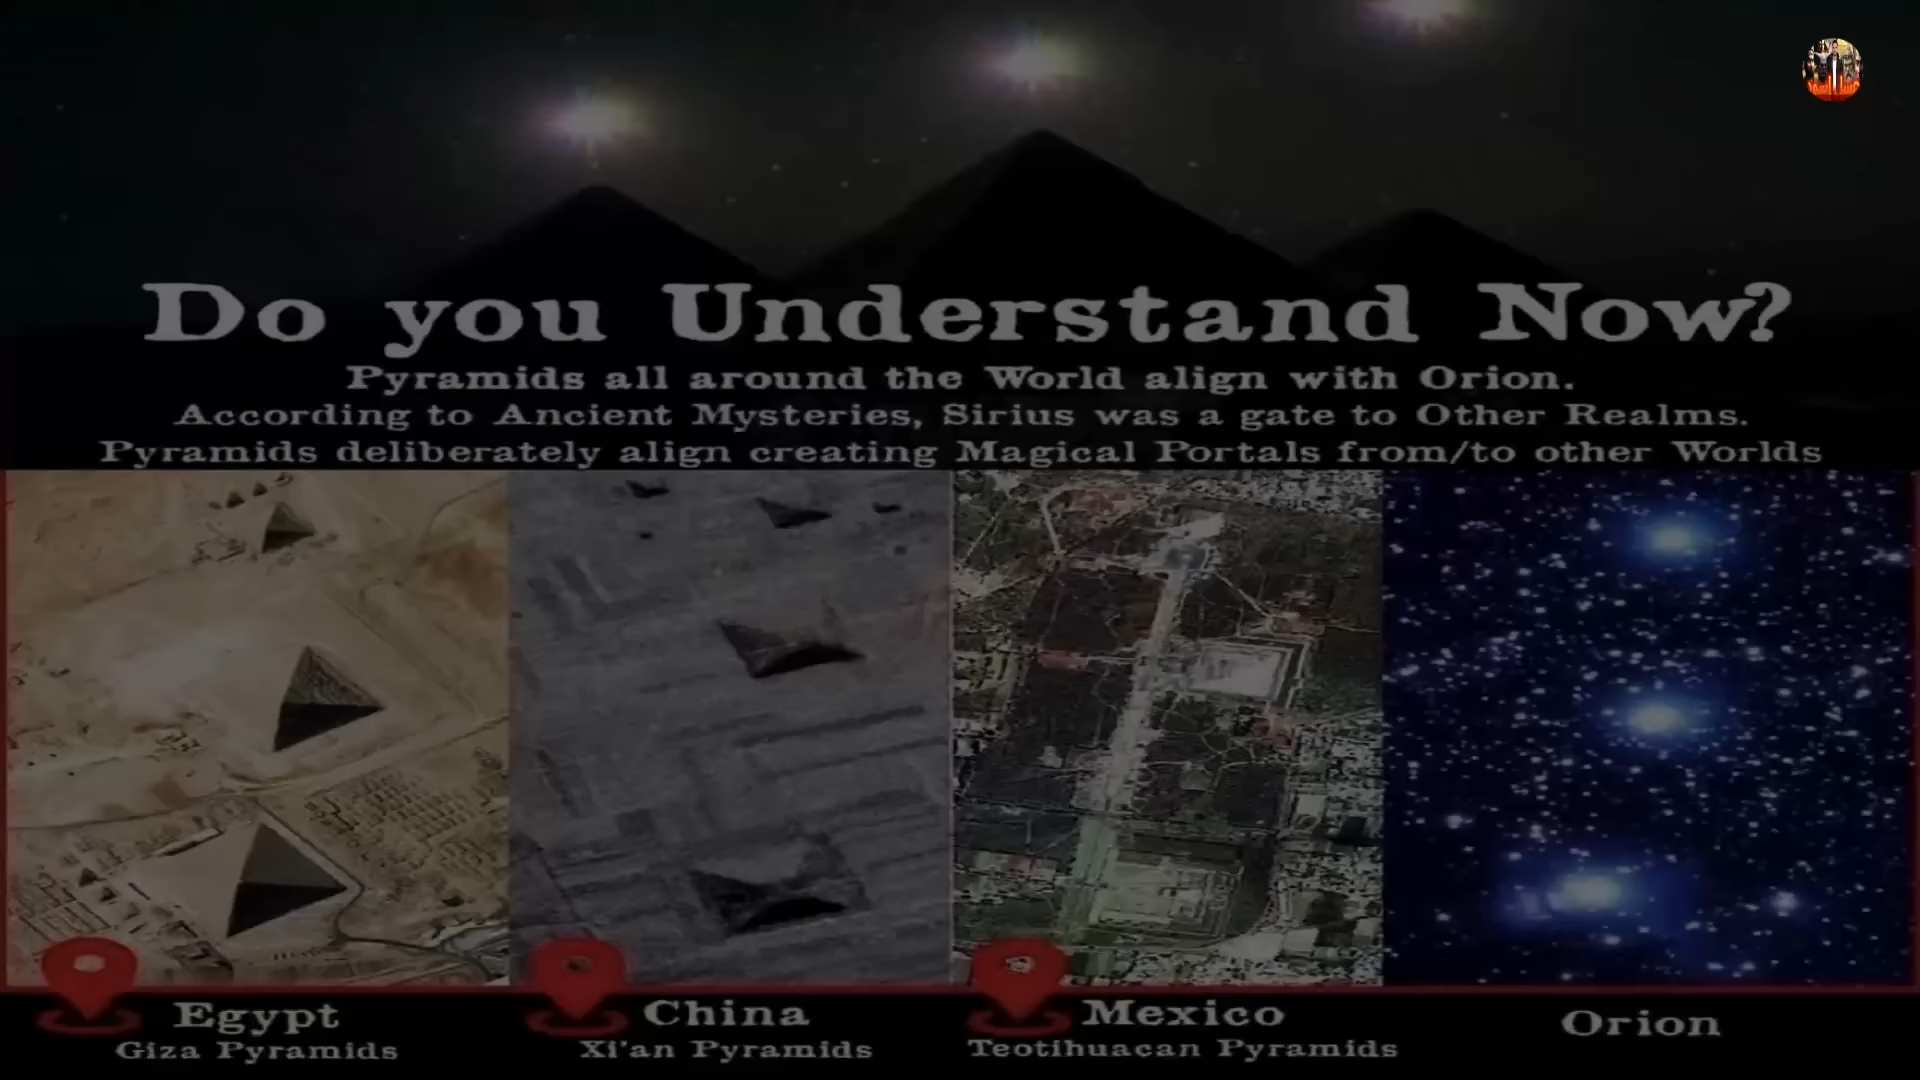 Do you Understand Now?
Pyramids all around the World align with Orion.
According to Ancient Mysteries, Sirius was a gate to Other Realms.
Pyramids deliberately align creating Magical Portals from/to other Worlds
Egypt
Giza Pyramids
China
Xi'an Pyramids
Mexico
Teotihuacan Pyramids
Orion